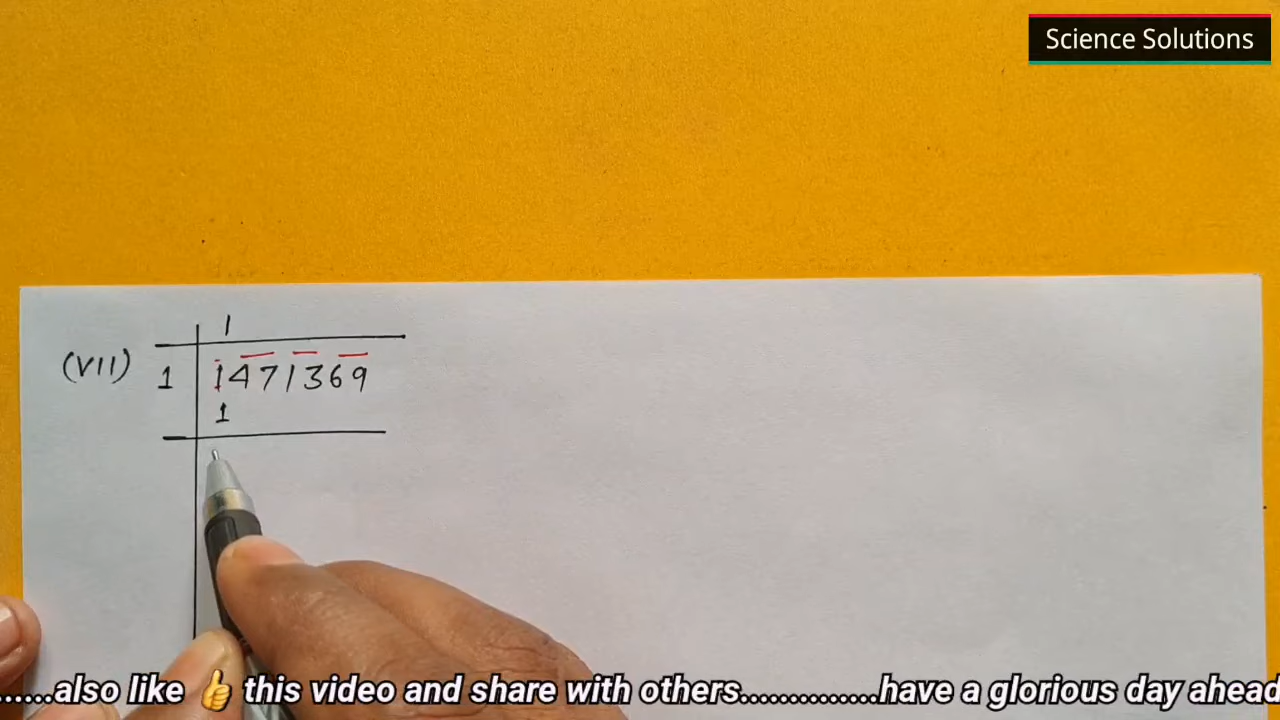 Science Solutions
1
(VII) 1 1471369
1
......also like 👍 this video and share with others...............have a glorious day ahead